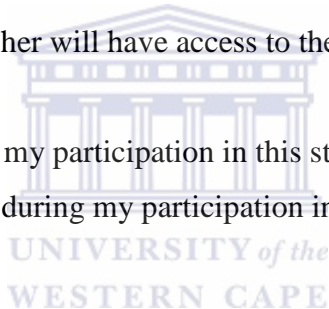 her will have access to the
my participation in this st
during my participation in
UNIVERSITY of the
WESTERN CAPE